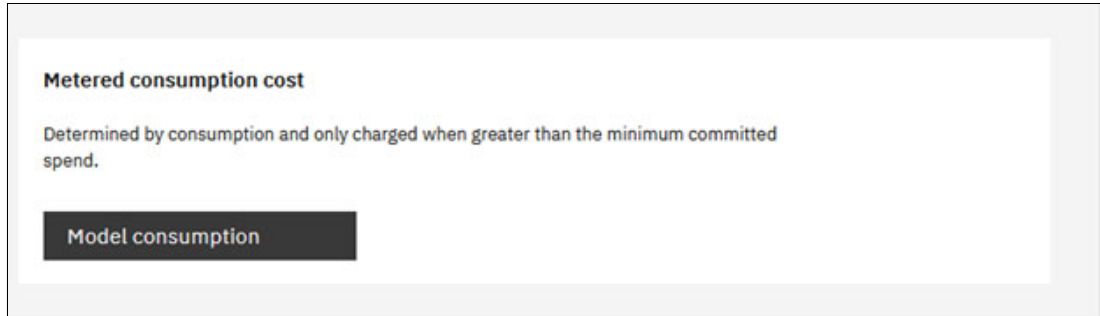 Metered consumption cost
Determined by consumption and only charged when greater than the minimum committed
spend.
Model consumption